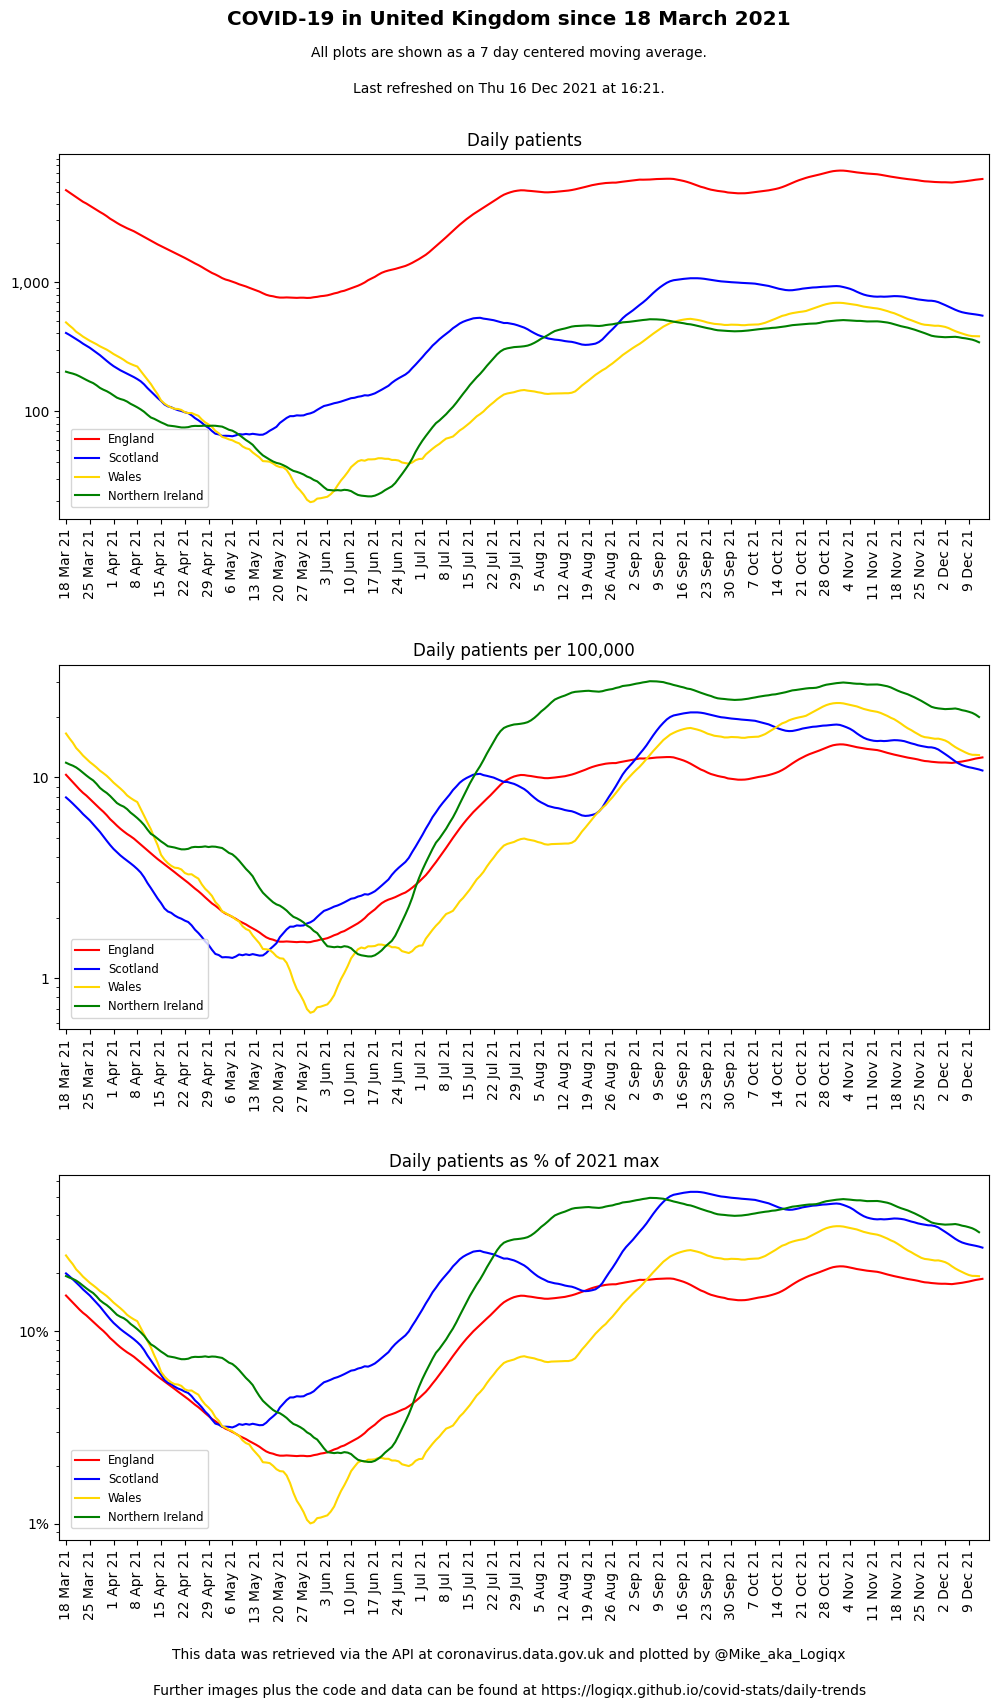 COVID-19 in United Kingdom since 18 March 2021
All plots are shown as a 7 day centered moving average.
Last refreshed on Thu 16 Dec 2021 at 16:21.
Daily patients
1,000
100
England
Scotland
Wales
Northern Ireland
18 Mar 21
25 Mar 21
1 Apr 21
8 Apr 21
15 Apr 21
22 Apr 21
29 Apr 21
6 May 21
13 May 21
20 May 21
27 May 21
3 Jun 21
10 Jun 21
17 Jun 21
24 Jun 21
1 Jul 21
8 Jul 21
15 Jul 21
22 Jul 21
29 Jul 21
5 Aug 21
12 Aug 21
19 Aug 21
26 Aug 21
2 Sep 21
9 Sep 21
16 Sep 21
23 Sep 21
30 Sep 21
7 Oct 21
14 Oct 21
21 Oct 21
28 Oct 21
4 Nov 21
11 Nov 21
18 Nov 21
25 Nov 21
2 Dec 21
9 Dec 21
Daily patients per 100,000
10
1
England
Scotland
Wales
Northern Ireland
18 Mar 21
25 Mar 21
1 Apr 21
8 Apr 21
15 Apr 21
22 Apr 21
29 Apr 21
6 May 21
13 May 21
20 May 21
27 May 21
3 Jun 21
10 Jun 21
17 Jun 21
24 Jun 21
1 Jul 21
8 Jul 21
15 Jul 21
22 Jul 21
29 Jul 21
5 Aug 21
12 Aug 21
19 Aug 21
26 Aug 21
2 Sep 21
9 Sep 21
16 Sep 21
23 Sep 21
30 Sep 21
7 Oct 21
14 Oct 21
21 Oct 21
28 Oct 21
4 Nov 21
11 Nov 21
18 Nov 21
25 Nov 21
2 Dec 21
9 Dec 21
Daily patients as % of 2021 max
10%
1%
England
Scotland
Wales
Northern Ireland
18 Mar 21
25 Mar 21
1 Apr 21
8 Apr 21
15 Apr 21
22 Apr 21
29 Apr 21
6 May 21
13 May 21
20 May 21
27 May 21
3 Jun 21
10 Jun 21
17 Jun 21
24 Jun 21
1 Jul 21
8 Jul 21
15 Jul 21
22 Jul 21
29 Jul 21
5 Aug 21
12 Aug 21
19 Aug 21
26 Aug 21
2 Sep 21
9 Sep 21
16 Sep 21
23 Sep 21
30 Sep 21
7 Oct 21
14 Oct 21
21 Oct 21
28 Oct 21
4 Nov 21
11 Nov 21
18 Nov 21
25 Nov 21
2 Dec 21
9 Dec 21
This data was retrieved via the API at coronavirus.data.gov.uk and plotted by @Mike_aka_Logiqx
Further images plus the code and data can be found at https://logiqx.github.io/covid-stats/daily-trends